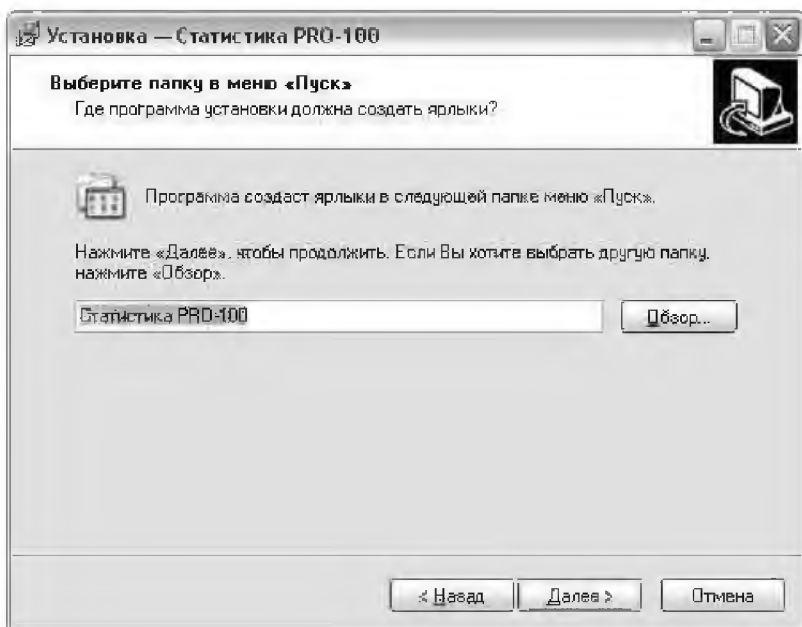 Установка — Статистика PRO-100
Выберите папку в меню «Пуск»
Где программа установки должна создать ярлыки?
Программа создаст ярлыки в следующей папке меню «Пуск».
Нажмите «Далее», чтобы продолжить. Если Вы хотите выбрать другую папку,
нажмите «Обзор».
Статистика PRO-100
Обзор...
< Назад
Далее >
Отмена